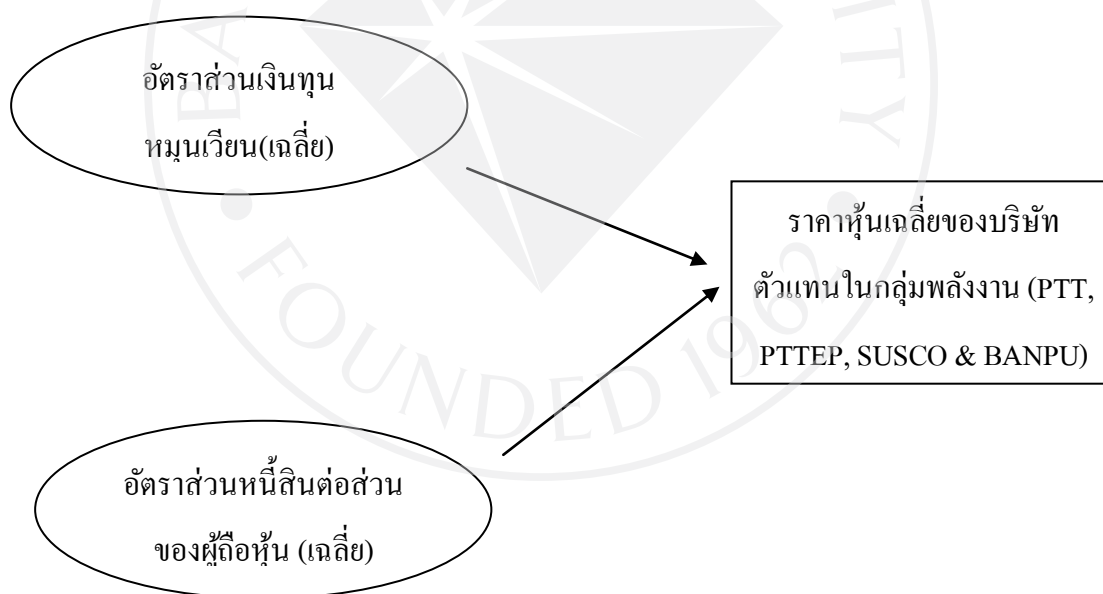 อัตราส่วนเงินทุน
หมุนเวียน(เฉลี่ย)
ราคาหุ้นเฉลี่ยของบริษัท
ตัวแทนในกลุ่มพลังงาน (PTT,
PTTEP, SUSCO & BANPU)
อัตราส่วนหนี้สินต่อส่วน
ของผู้ถือหุ้น (เฉลี่ย)
FOUNDED 1962